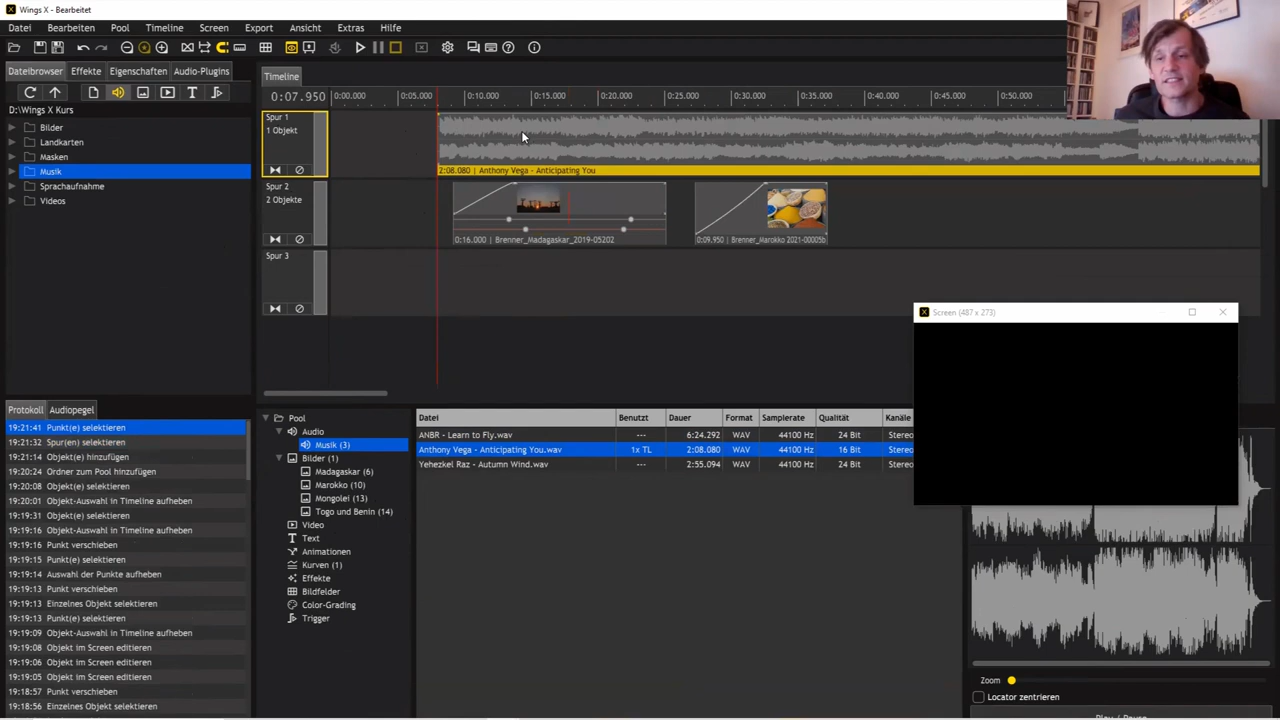 Wings X - Bearbeitet
Datei Bearbeiten Pool Timeline Screen Export Ansicht Extras Hilfe
Dateibrowser Effekte Eigenschaften Audio-Plugins
Timeline
D:\Wings X Kurs
0:07.950 0:00.000 0:05.000 0:10.000 0:15.000 0:20.000 0:25.000 0:30.000 0:35.000 0:40.000 0:45.000 0:50.000
Bilder
Landkarten
Masken
Musik
Sprachaufnahme
Videos
Spur 1
1 Objekt
2:08.080 | Anthony Vega - Anticipating You
Spur 2
2 Objekte
0:16.000 | Brenner_Madagaskar_2019-05202
0:09.950 | Brenner_Marokko 2021-00005b
Spur 3
Screen (487 x 273)
Protokoll Audiopegel
19:21:41 Punkt(e) selektieren
19:21:32 Spur(en) selektieren
19:21:14 Objekt(e) hinzufügen
19:20:24 Ordner zum Pool hinzufügen
19:20:08 Objekt(e) selektieren
19:20:01 Objekt-Auswahl in Timeline aufheben
19:19:31 Objekt(e) selektieren
19:19:16 Objekt-Auswahl in Timeline aufheben
19:19:16 Punkt verschieben
19:19:15 Punkt(e) selektieren
19:19:14 Auswahl der Punkte aufheben
19:19:13 Punkt verschieben
19:19:13 Einzelnes Objekt selektieren
19:19:13 Punkt(e) selektieren
19:19:09 Objekt-Auswahl in Timeline aufheben
19:19:08 Objekt im Screen editieren
19:19:06 Objekt im Screen editieren
19:19:05 Objekt im Screen editieren
19:18:57 Punkt verschieben
19:18:56 Einzelnes Objekt selektieren
Pool
Audio
Musik (3)
Bilder (1)
Madagaskar (6)
Marokko (10)
Mongolei (13)
Togo und Benin (14)
Video
Text
Animationen
Kurven (1)
Effekte
Bildfelder
Color-Grading
Trigger
Datei Benutzt Dauer Format Samplerate Qualität Kanäle
ANBR - Learn to Fly.wav --- 6:24.292 WAV 44100 Hz 24 Bit Stereo
Anthony Vega - Anticipating You.wav 1x TL 2:08.080 WAV 44100 Hz 16 Bit Stereo
Yehezkel Raz - Autumn Wind.wav --- 2:55.094 WAV 44100 Hz 24 Bit Stereo
Zoom
Locator zentrieren
Play / Pause